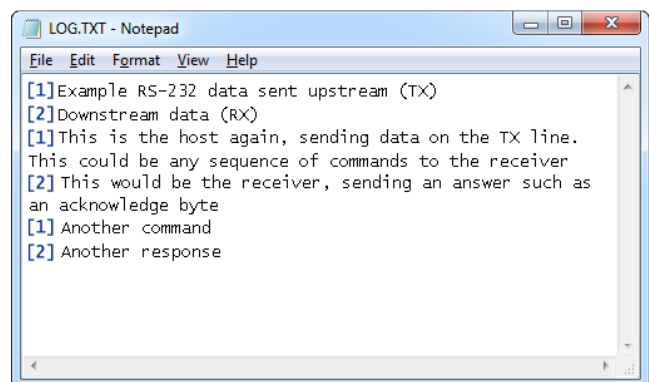 LOG.TXT - Notepad
File Edit Format View Help
[1]Example RS-232 data sent upstream (TX)
[2]Downstream data (RX)
[1]This is the host again, sending data on the TX line.
This could be any sequence of commands to the receiver
[2] This would be the receiver, sending an answer such as
an acknowledge byte
[1] Another command
[2] Another response